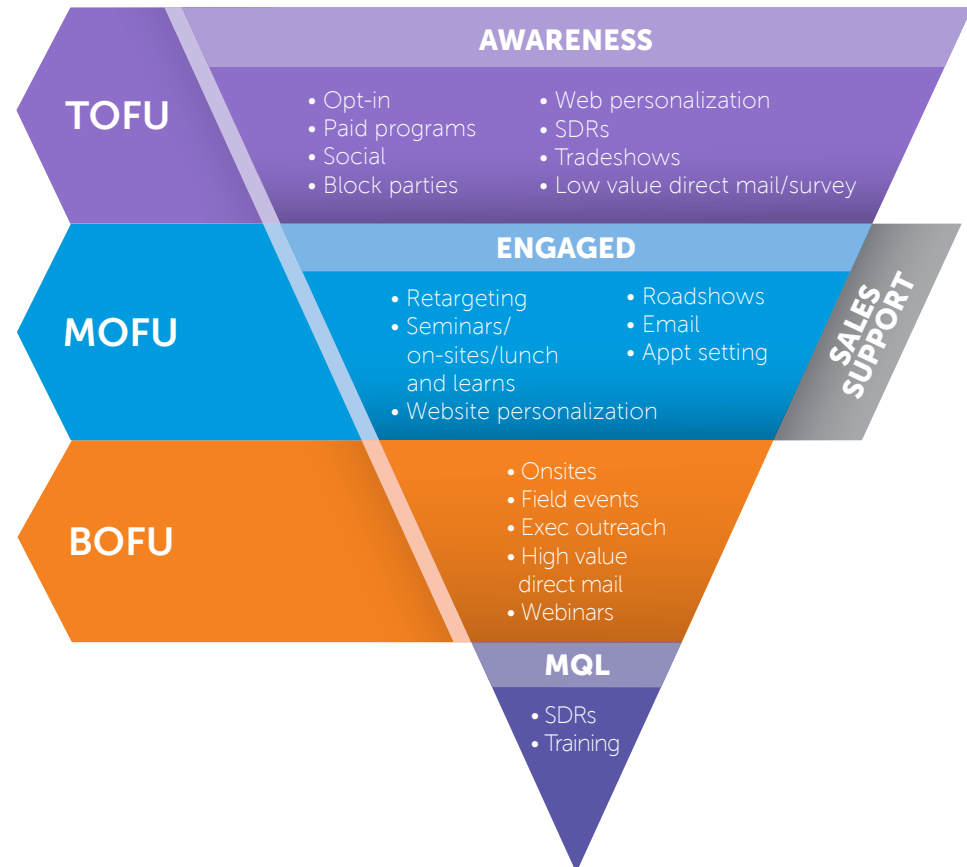 TOFU
AWARENESS
• Opt-in
• Paid programs
• Social
• Block parties
• Web personalization
• SDRs
• Tradeshows
• Low value direct mail/survey
MOFU
ENGAGED
• Retargeting
• Seminars/
on-sites/lunch
and learns
• Website personalization
• Roadshows
• Email
• Appt setting
SALES
SUPPORT
BOFU
• Onsites
• Field events
• Exec outreach
• High value
direct mail
• Webinars
MQL
• SDRs
• Training